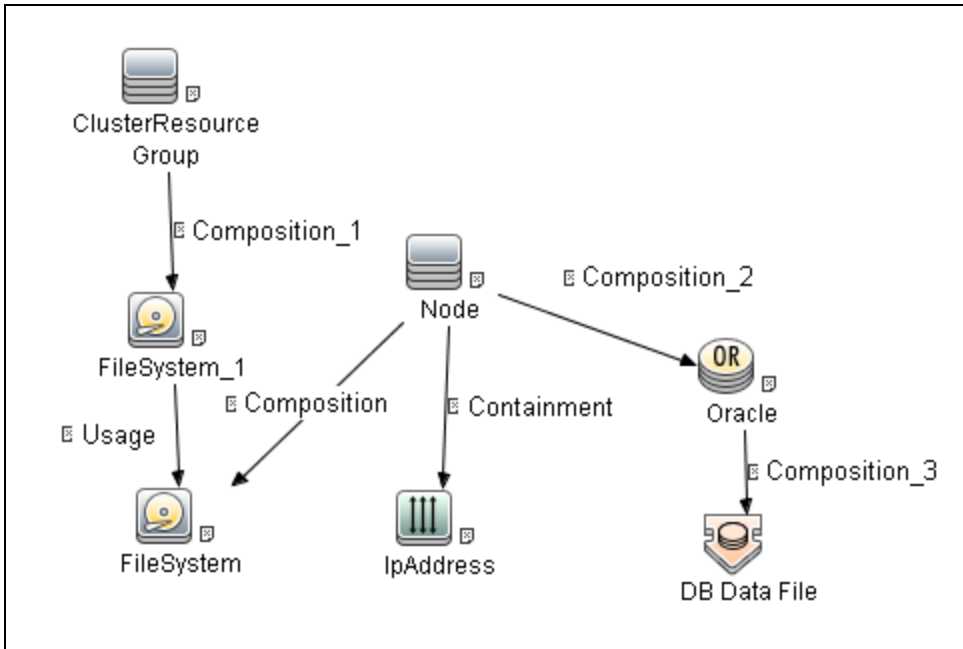 ClusterResource
Group
Composition_1
Node
Composition_2
FileSystem_1
OR
Oracle
Composition
Containment
Usage
Composition_3
FileSystem
IpAddress
DB Data File